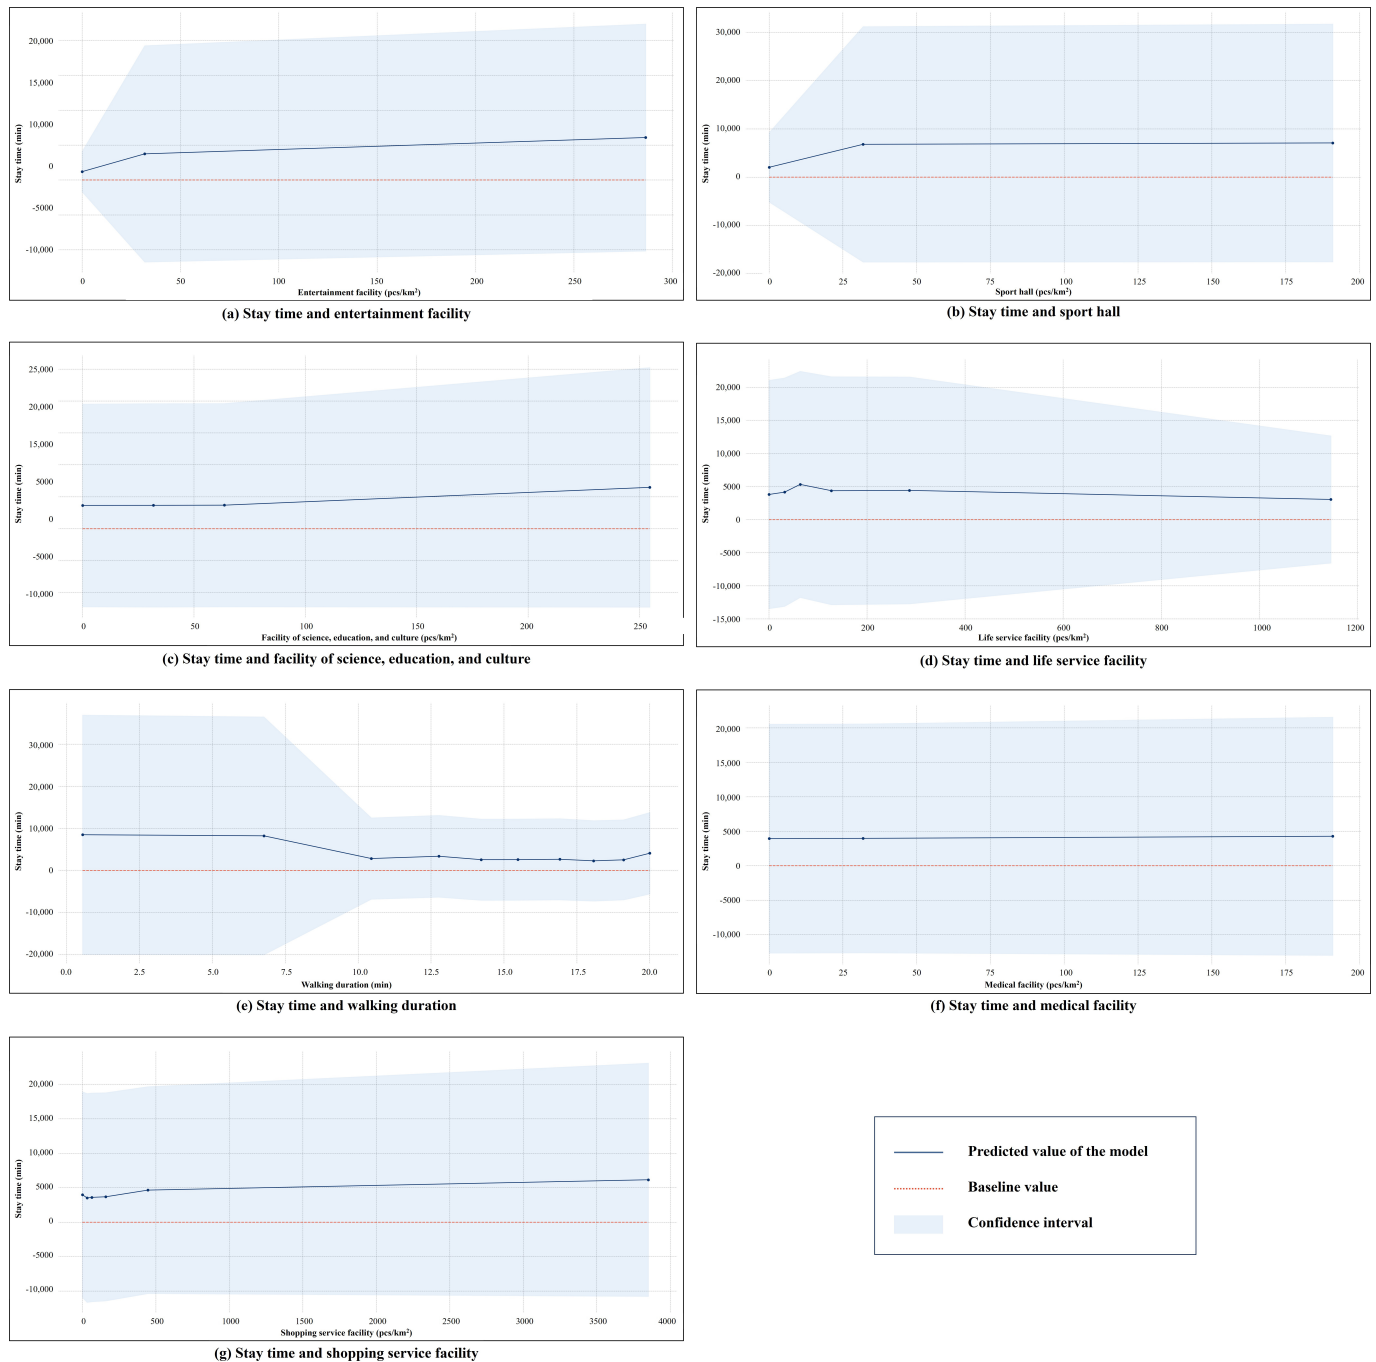 20,000
15,000
10,000
0
-5000
-10,000
Stay time (min)
0 50 100 150 200 250 300
Entertainment facility (pcs/km²)
(a) Stay time and entertainment facility
30,000
20,000
10,000
0
-10,000
-20,000
Stay time (min)
0 25 50 75 100 125 150 175 200
Sport hall (pcs/km²)
(b) Stay time and sport hall
25,000
20,000
15,000
5000
0
-5000
-10,000
Stay time (min)
0 50 100 150 200 250
Facility of science, education, and culture (pcs/km²)
(c) Stay time and facility of science, education, and culture
20,000
15,000
10,000
5000
0
-5000
-10,000
-15,000
Stay time (min)
0 200 400 600 800 1000 1200
Life service facility (pcs/km²)
(d) Stay time and life service facility
30,000
20,000
10,000
0
-10,000
-20,000
Stay time (min)
0.0 2.5 5.0 7.5 10.0 12.5 15.0 17.5 20.0
Walking duration (min)
(e) Stay time and walking duration
20,000
15,000
10,000
5000
0
-5000
-10,000
Stay time (min)
0 25 50 75 100 125 150 175 200
Medical facility (pcs/km²)
(f) Stay time and medical facility
20,000
15,000
10,000
5000
0
-5000
-10,000
Stay time (min)
0 500 1000 1500 2000 2500 3000 3500 4000
Shopping service facility (pcs/km²)
(g) Stay time and shopping service facility
Predicted value of the model
Baseline value
Confidence interval